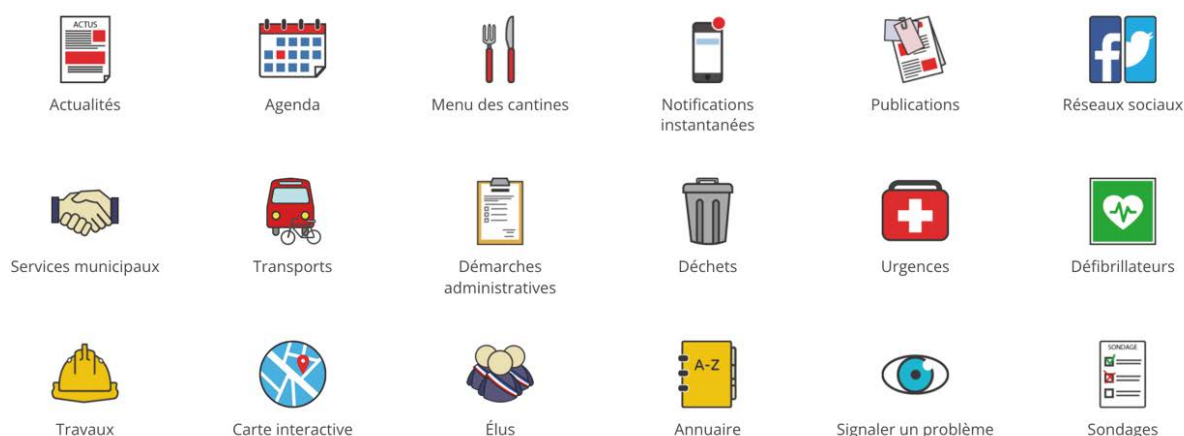 ACTUS
Actualités
Agenda
Menu des cantines
Notifications
instantanées
Publications
Réseaux sociaux
Services municipaux
Transports
Démarches
administratives
Déchets
Urgences
Défibrillateurs
Travaux
Carte interactive
Élus
A-Z
Annuaire
Signaler un problème
SONDAGE
Sondages